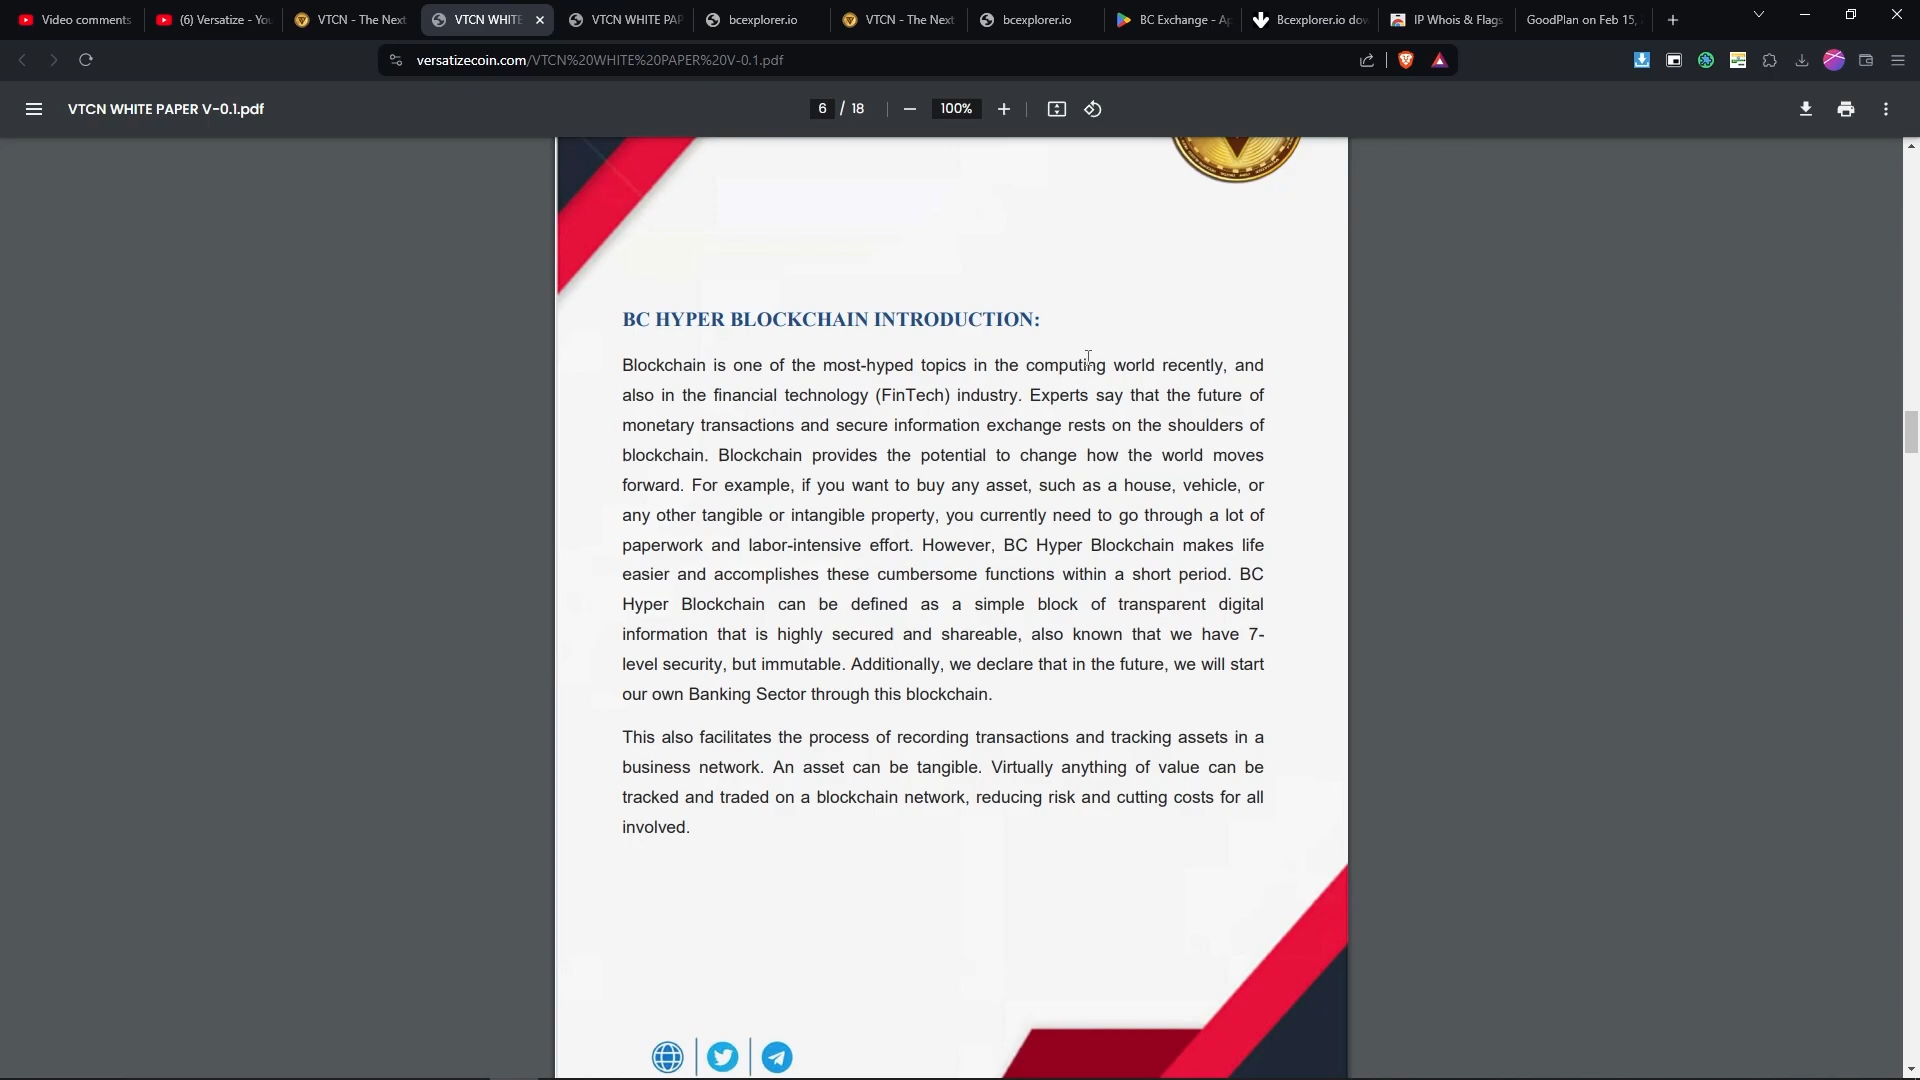 Video comments
(6) Versatize - You
VTCN - The Next
VTCN WHITE
VTCN WHITE PAP
bcexplorer.io
VTCN - The Next
bcexplorer.io
BC Exchange - Ap
Bcexplorer.io dow
IP Whois & Flags
GoodPlan on Feb 15,
versatizecoin.com/VTCN%20WHITE%20PAPER%20V-0.1.pdf
VTCN WHITE PAPER V-0.1.pdf
6 / 18
100%
BC HYPER BLOCKCHAIN INTRODUCTION:
Blockchain is one of the most-hyped topics in the computing world recently, and
also in the financial technology (FinTech) industry. Experts say that the future of
monetary transactions and secure information exchange rests on the shoulders of
blockchain. Blockchain provides the potential to change how the world moves
forward. For example, if you want to buy any asset, such as a house, vehicle, or
any other tangible or intangible property, you currently need to go through a lot of
paperwork and labor-intensive effort. However, BC Hyper Blockchain makes life
easier and accomplishes these cumbersome functions within a short period. BC
Hyper Blockchain can be defined as a simple block of transparent digital
information that is highly secured and shareable, also known that we have 7-
level security, but immutable. Additionally, we declare that in the future, we will start
our own Banking Sector through this blockchain.
This also facilitates the process of recording transactions and tracking assets in a
business network. An asset can be tangible. Virtually anything of value can be
tracked and traded on a blockchain network, reducing risk and cutting costs for all
involved.